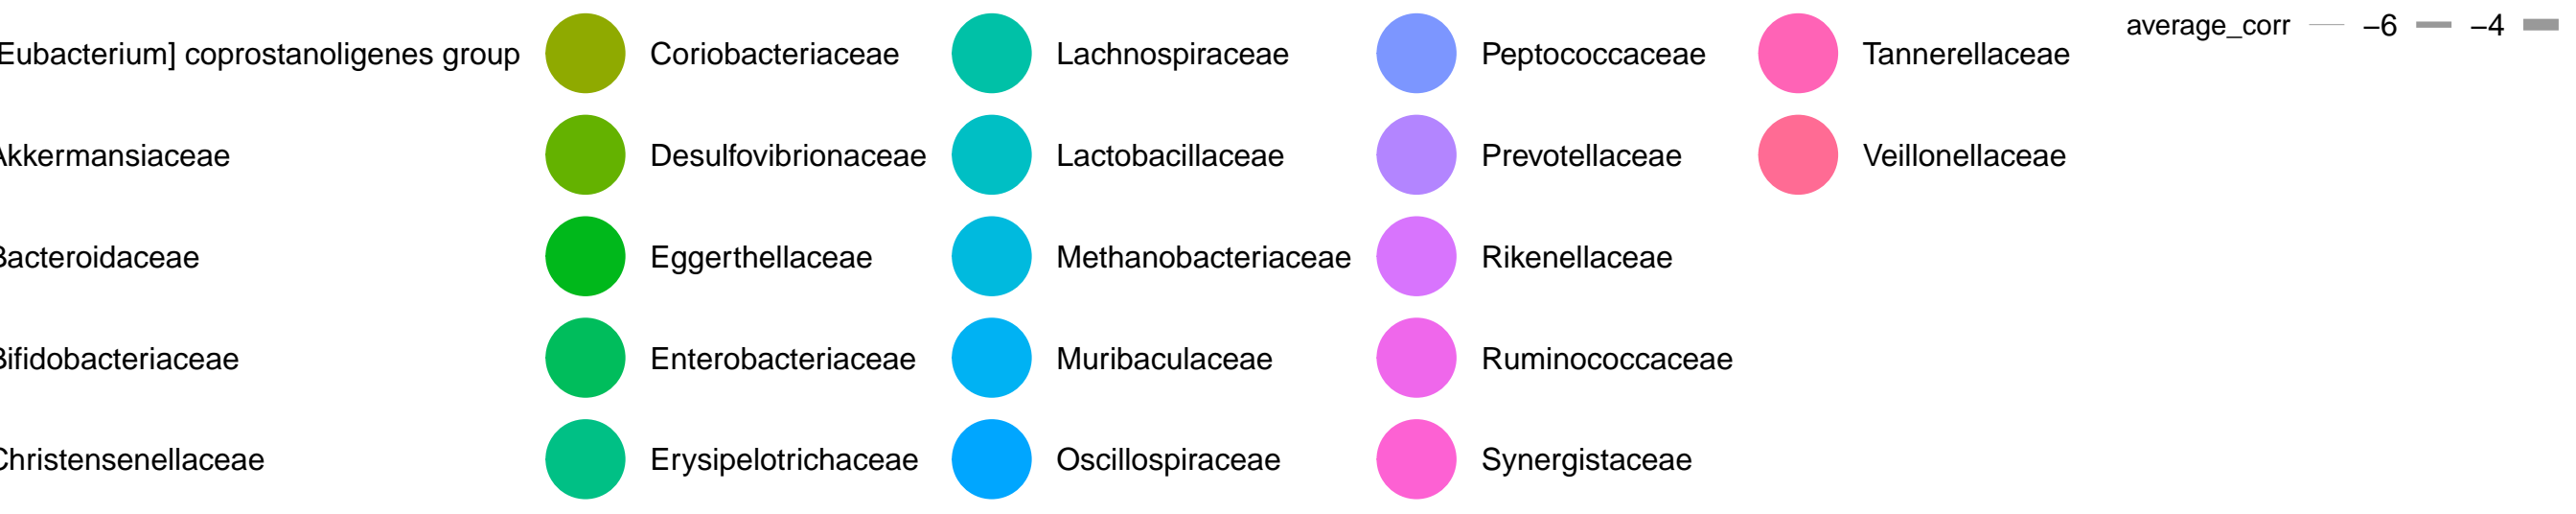 [Eubacterium] coprostanoligenes group Coriobacteriaceae Lachnospiraceae Peptococcaceae Tannerellaceae average_corr −6 −4
Akkermansiaceae Desulfovibrionaceae Lactobacillaceae Prevotellaceae Veillonellaceae
Bacteroidaceae Eggerthellaceae Methanobacteriaceae Rikenellaceae
Bifidobacteriaceae Enterobacteriaceae Muribaculaceae Ruminococcaceae
Christensenellaceae Erysipelotrichaceae Oscillospiraceae Synergistaceae